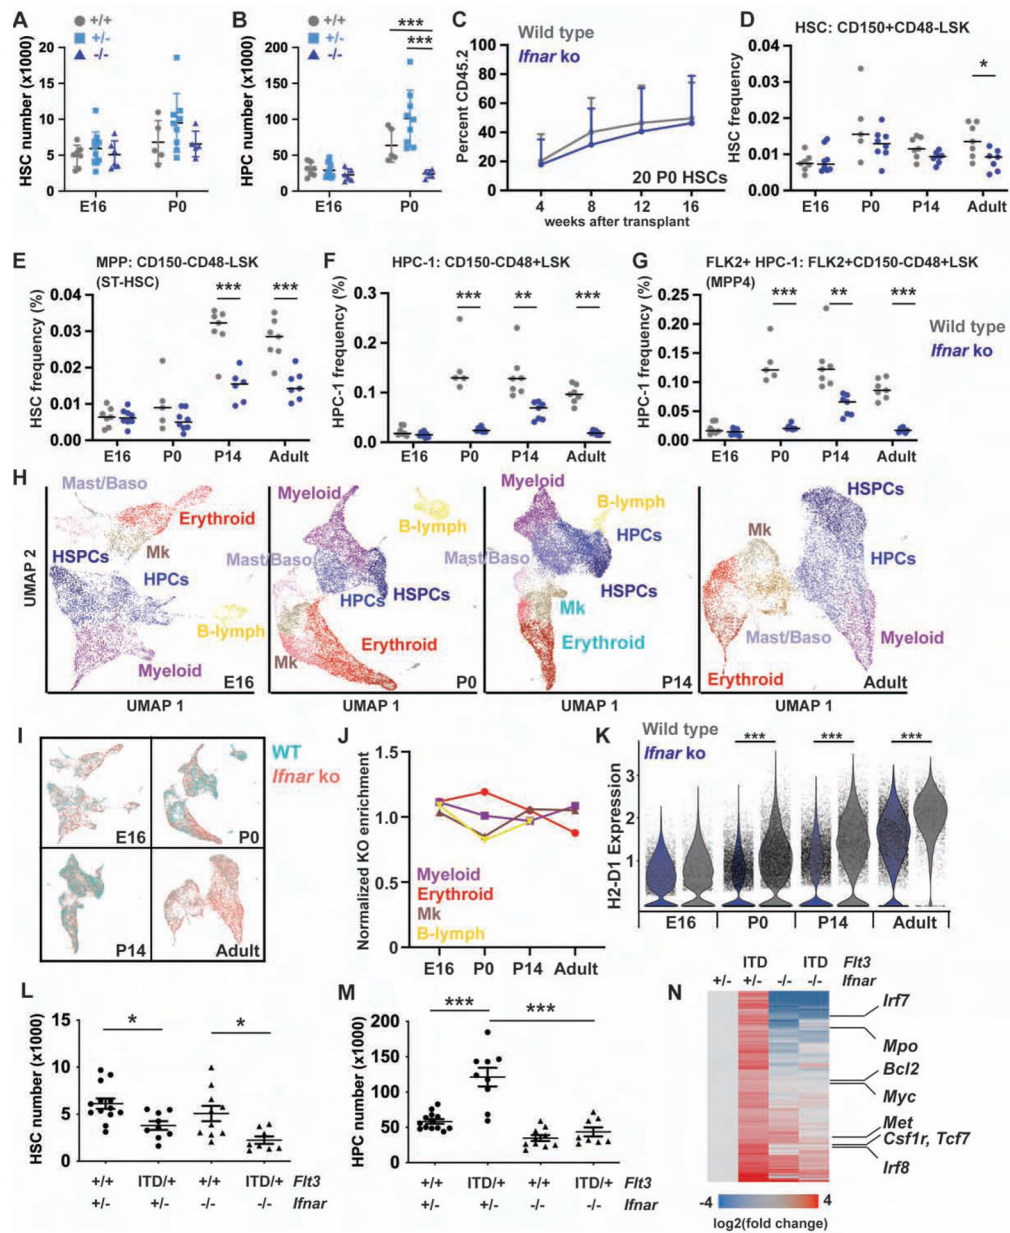 A
+/+
+/-
-/-
HSC number (x1000)
20
15
10
5
0
E16
P0
B
+/+
+/-
-/-
***
***
HPC number (x1000)
200
150
100
50
0
E16
P0
C
Wild type
Ifnar ko
Percent CD45.2
100
80
60
40
20
0
20 P0 HSCs
4 8 12 16
weeks after transplant
D
HSC: CD150+CD48-LSK
*
HSC frequency
0.04
0.03
0.02
0.01
0.00
E16 P0 P14 Adult
E
MPP: CD150-CD48-LSK
(ST-HSC)
*** ***
HSC frequency (%)
0.04
0.03
0.02
0.01
0.00
E16 P0 P14 Adult
F
HPC-1: CD150-CD48+LSK
*** ** ***
HPC-1 frequency (%)
0.3
0.2
0.1
0.0
E16 P0 P14 Adult
G
FLK2+ HPC-1: FLK2+CD150-CD48+LSK
(MPP4)
*** ** ***
HPC-1 frequency (%)
0.25
0.20
0.15
0.10
0.05
0.00
E16 P0 P14 Adult
Wild type
Ifnar ko
H
UMAP 2
Mast/Baso
Erythroid
Mk
HSPCs
HPCs
B-lymph
Myeloid
E16
UMAP 1
Myeloid
B-lymph
Mast/Baso
HPCs
HSPCs
Erythroid
Mk
P0
UMAP 1
Myeloid
B-lymph
HPCs
Mast/Baso
HSPCs
Mk
Erythroid
P14
UMAP 1
HSPCs
Mk
HPCs
Mast/Baso
Myeloid
Erythroid
Adult
UMAP 1
I
WT
Ifnar ko
E16
P0
P14
Adult
J
Normalized KO enrichment
1.5
1.0
0.5
0
Myeloid
Erythroid
Mk
B-lymph
E16 P0 P14 Adult
K
Wild type
Ifnar ko
*** *** ***
H2-D1 Expression
3
2
1
E16 P0 P14 Adult
L
* *
HSC number (x1000)
15
10
5
0
+/+ ITD/+ +/+ ITD/+ Flt3
+/- +/- -/- -/- Ifnar
M
*** ***
HPC number (x1000)
200
150
100
50
0
+/+ ITD/+ +/+ ITD/+ Flt3
+/- +/- -/- -/- Ifnar
N
ITD ITD Flt3
+/- +/- -/- -/- Ifnar
Irf7
Mpo
Bcl2
Myc
Met
Csf1r, Tcf7
Irf8
-4 4
log2(fold change)